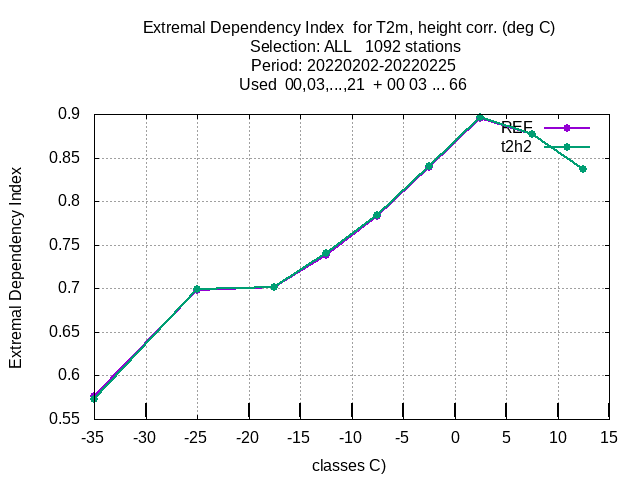 Extremal Dependency Index  for T2m, height corr. (deg C)
Selection: ALL   1092 stations
Period: 20220202-20220225
Used  00,03,...,21  + 00 03 ... 66
Extremal Dependency Index
0.9
0.85
0.8
0.75
0.7
0.65
0.6
0.55
REF
t2h2
-35 -30 -25 -20 -15 -10 -5 0 5 10 15
classes C)